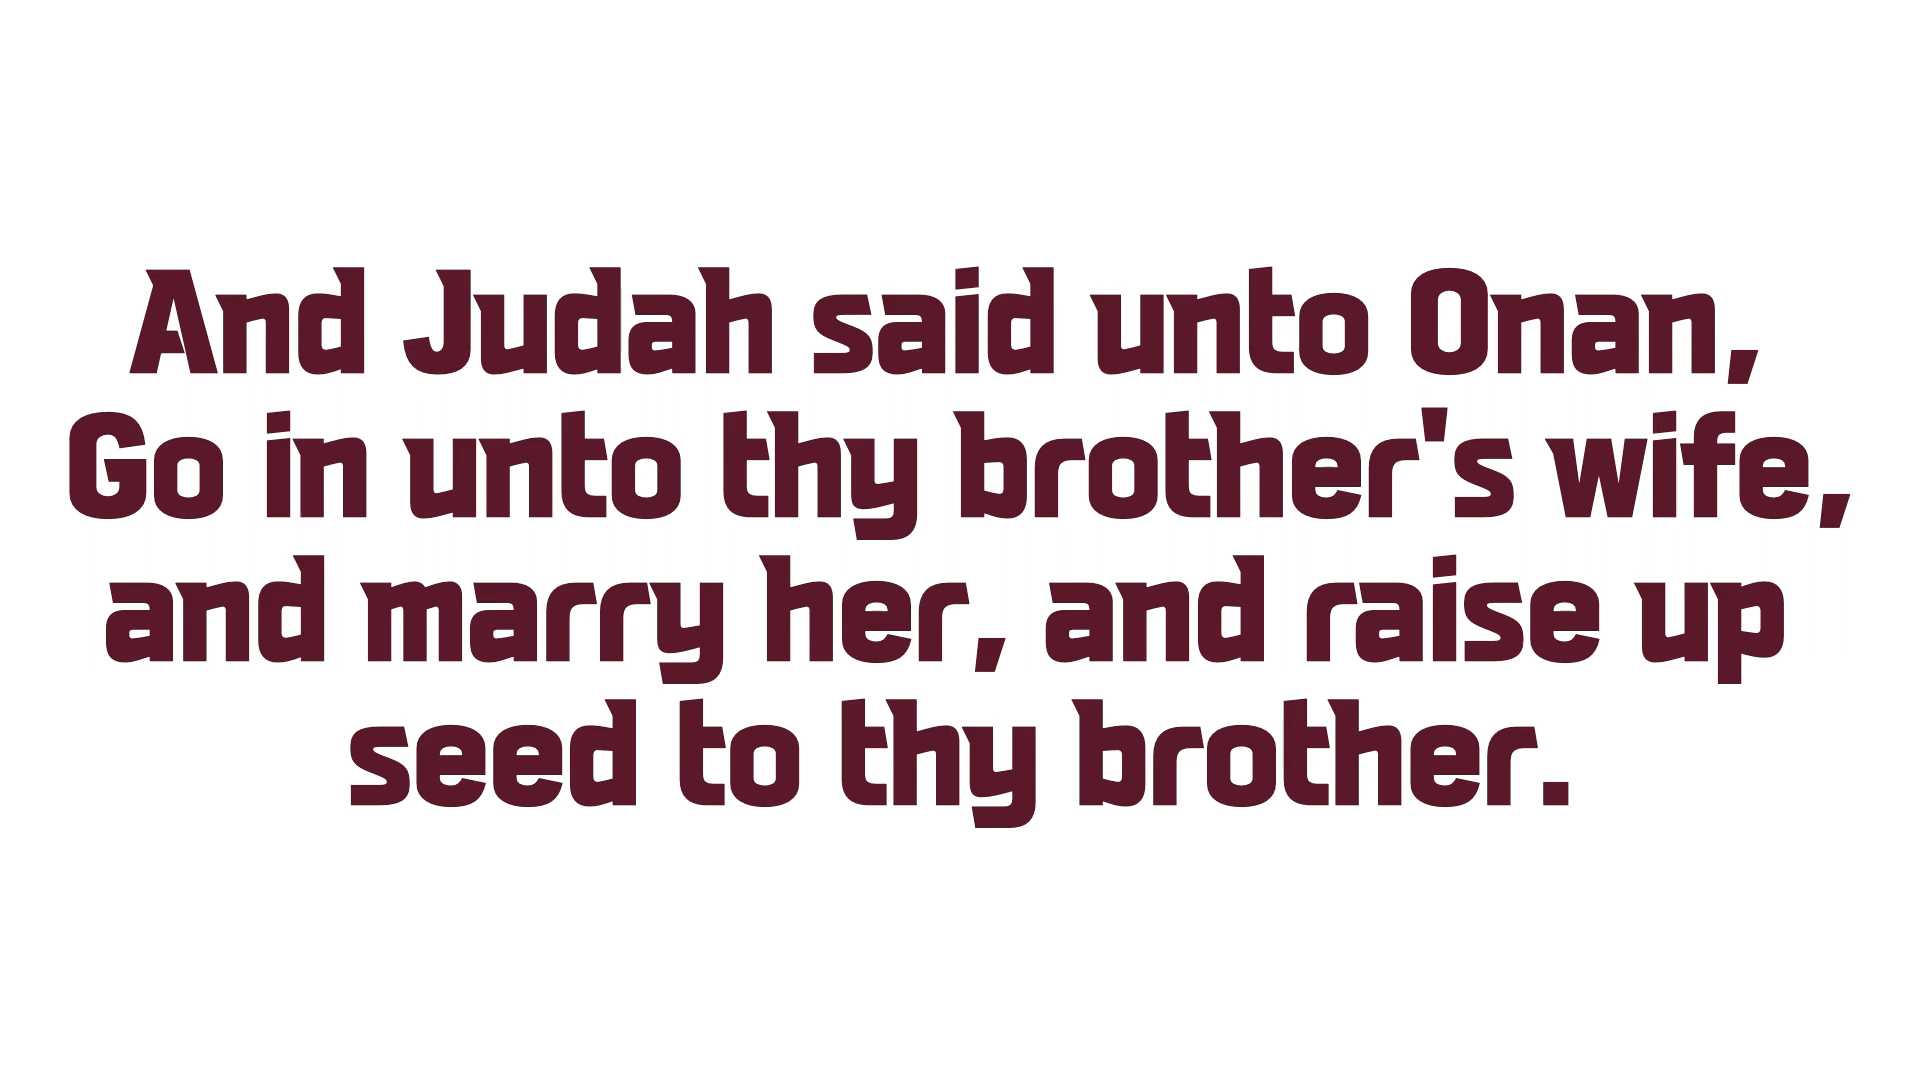 And Judah said unto Onan,
Go in unto thy brother's wife,
and marry her, and raise up
seed to thy brother.